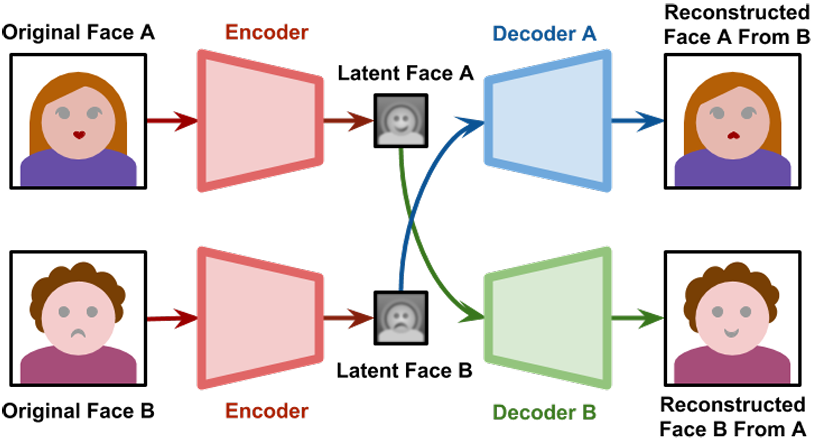 Original Face A
Encoder
Latent Face A
Decoder A
Reconstructed
Face A From B
Original Face B
Encoder
Latent Face B
Decoder B
Reconstructed
Face B From A